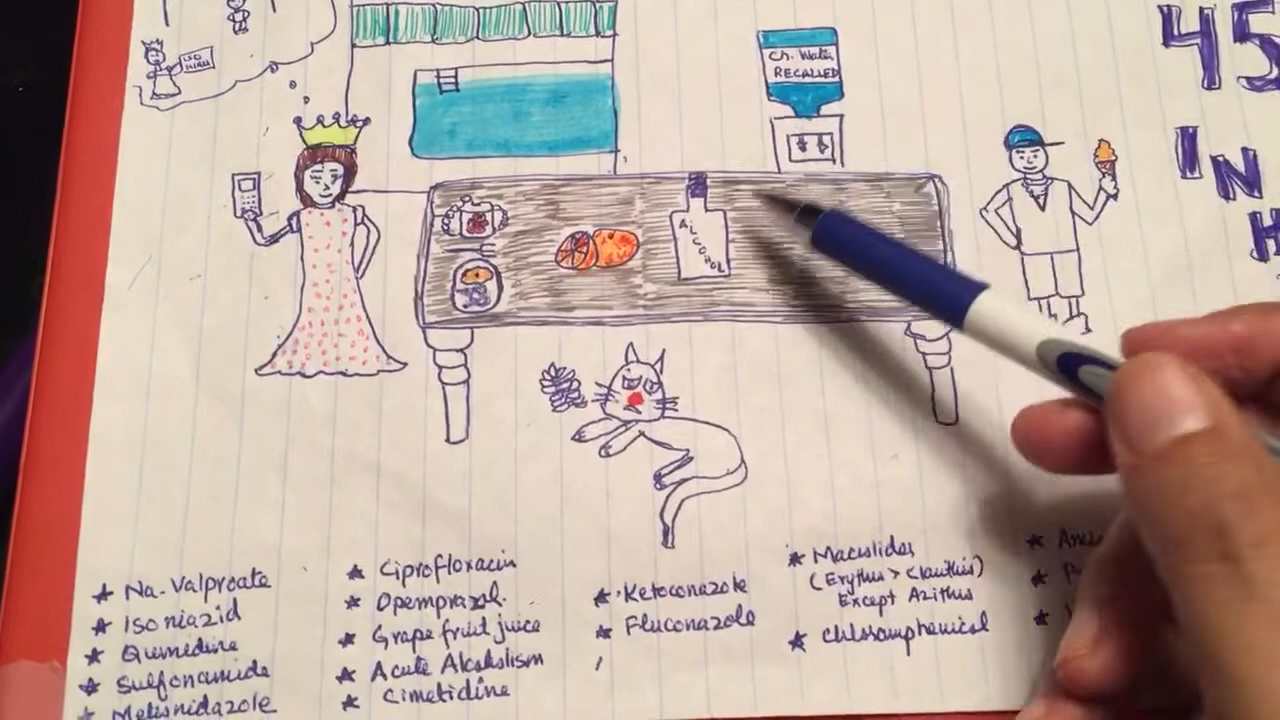 45
IN
H
Ch. Water
RECALLED
ALCOHOL
★ Na. Valproate
★ Isoniazid
★ Quinidine
★ Sulfonamide
★ Metronidazole
★ Ciprofloxacin
★ Opemprazol.
★ Grape fruit juice
★ Acute Alcoholism
★ Cimetidine
★ Ketoconazole
★ Fluconazole
★ Macrolides
(Erythro > Clarithro)
Except Azithro
★ Chloramphenicol